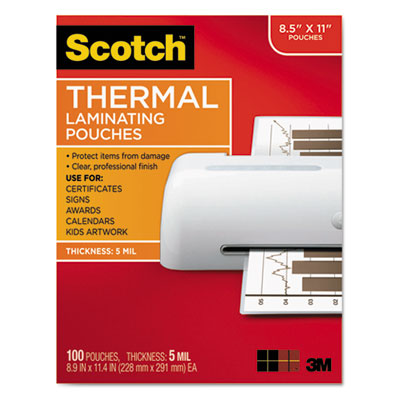 Scotch™
8.5" X 11"
POUCHES
THERMAL
LAMINATING
POUCHES
• Protect items from damage
• Clear, professional finish
USE FOR:
CERTIFICATES
SIGNS
AWARDS
CALENDARS
KIDS ARTWORK
THICKNESS: 5 MIL
100 POUCHES, THICKNESS: 5 MIL
8.9 IN x 11.4 IN (228 mm x 291 mm) EA
3M